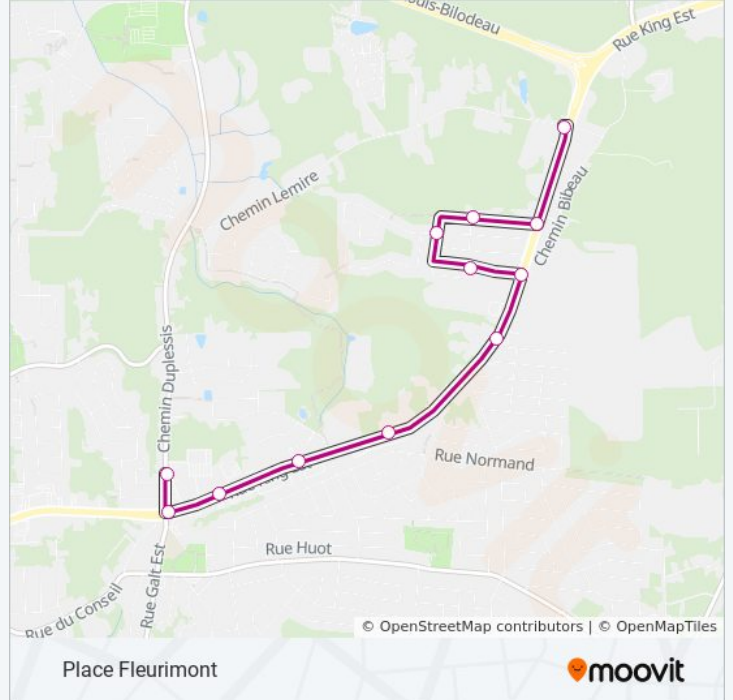 ouis-Bilodeau
Rue King Est
Chemin Lemire
Chemin Bibeau
Chemin Duplessis
Rue Normand
Rue Huot
Rue Galt Est
Rue du Conseil
© OpenStreetMap contributors | © OpenMapTiles
Place Fleurimont
moovit